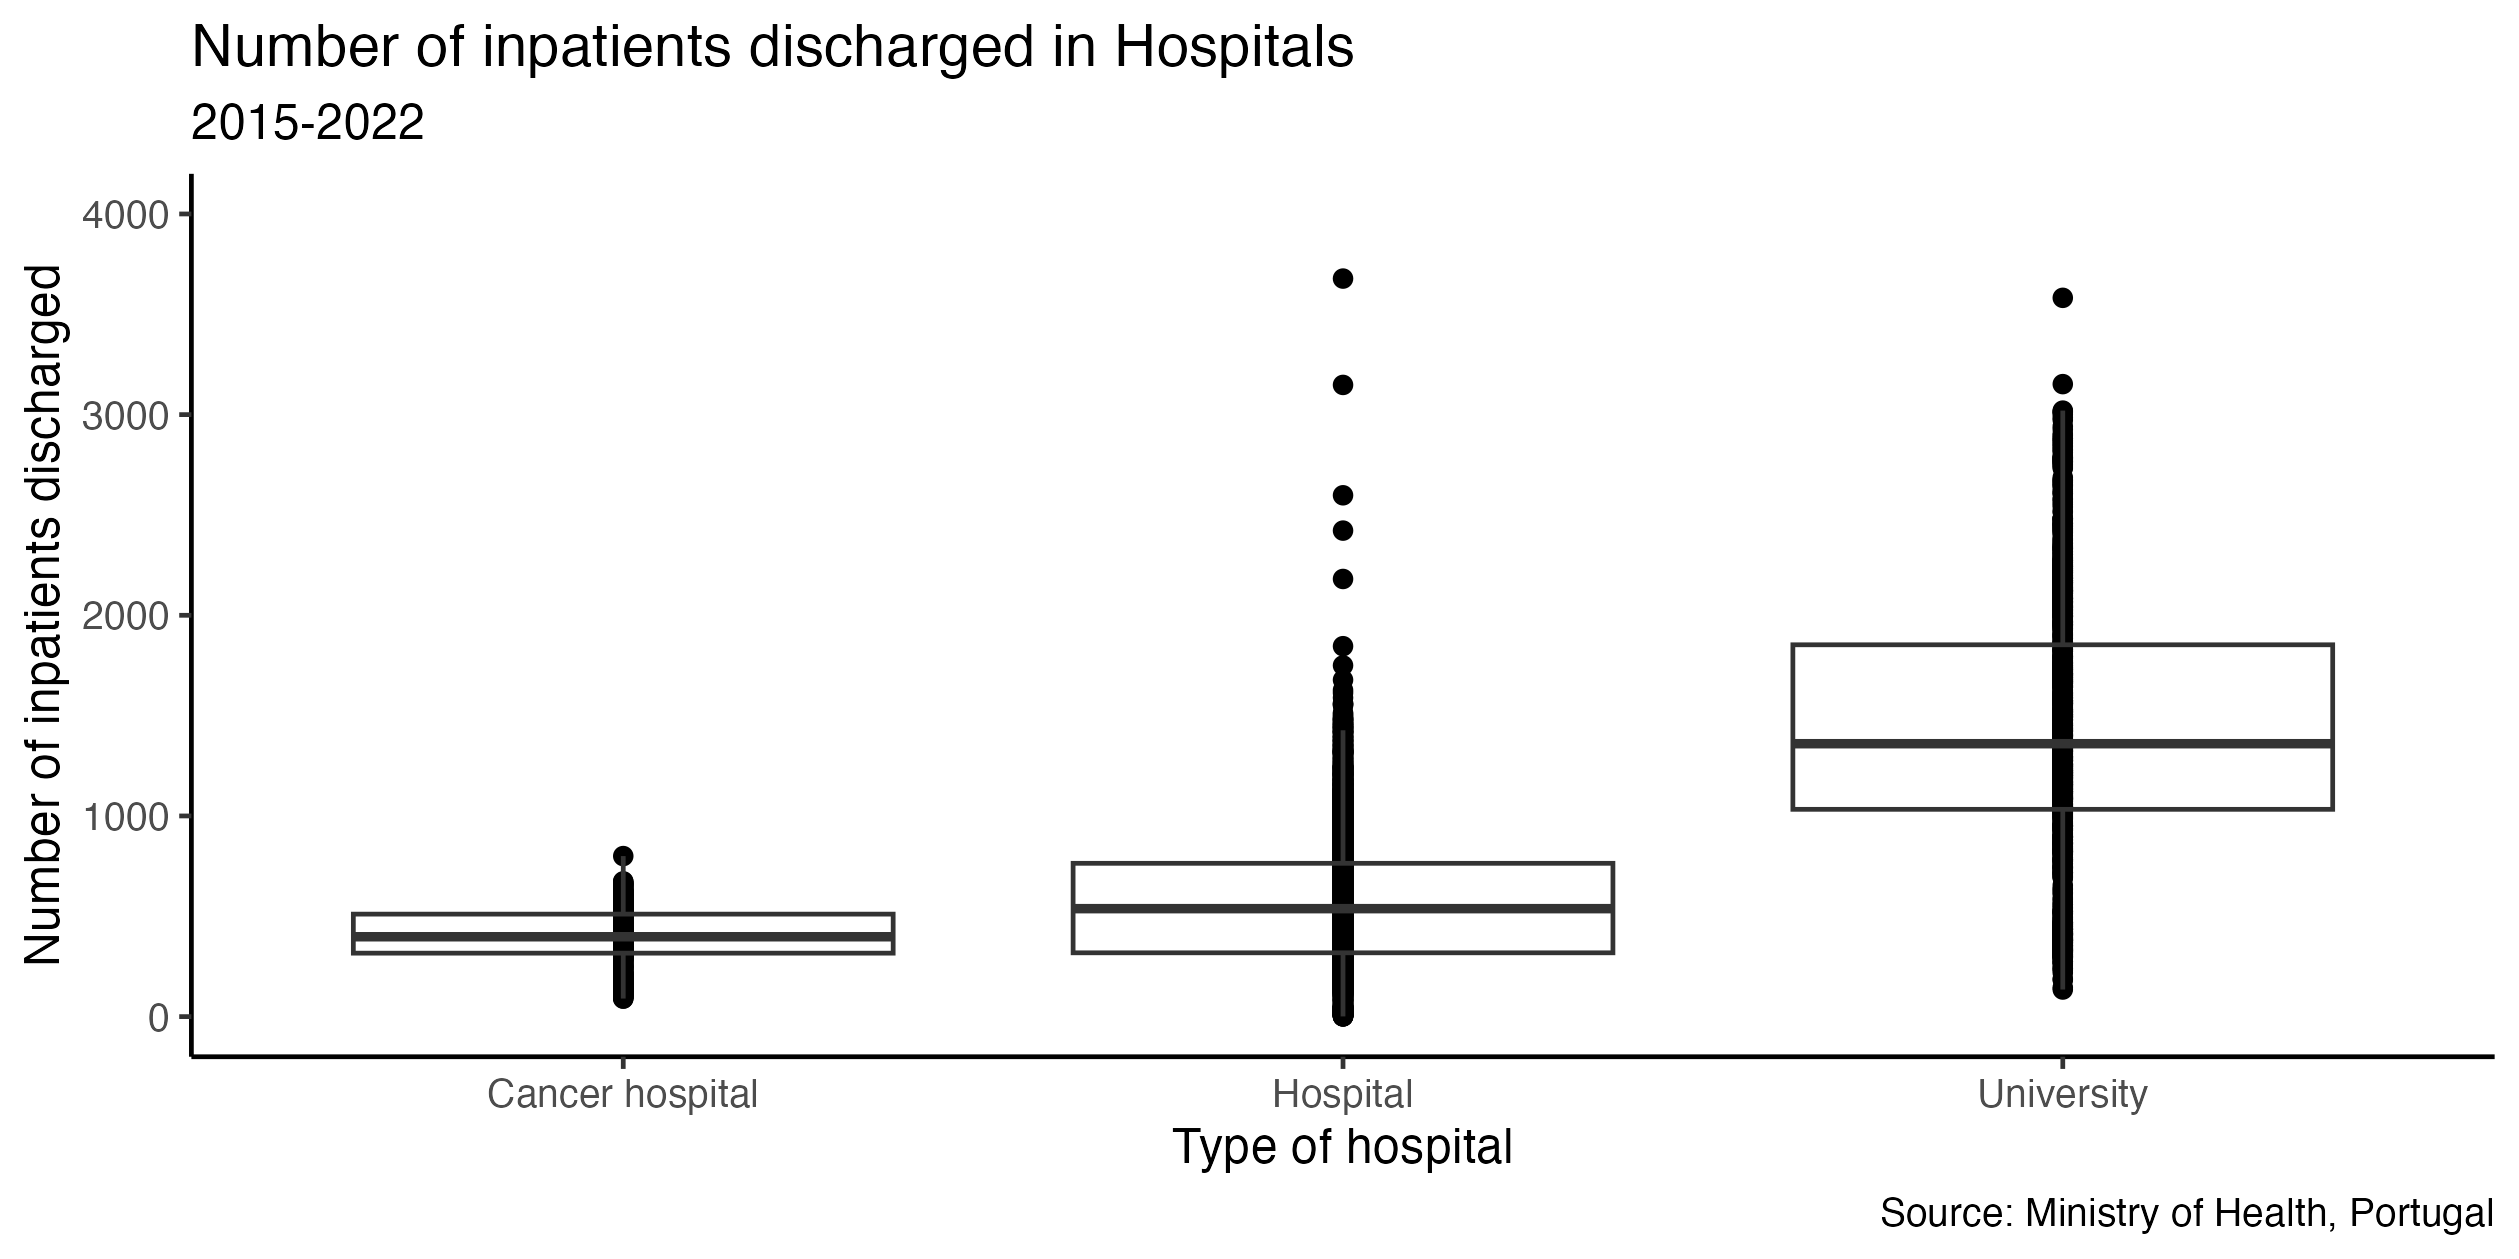 Number of inpatients discharged in Hospitals
2015-2022
Number of inpatients discharged
4000
3000
2000
1000
0
Cancer hospital
Hospital
University
Type of hospital
Source: Ministry of Health, Portugal